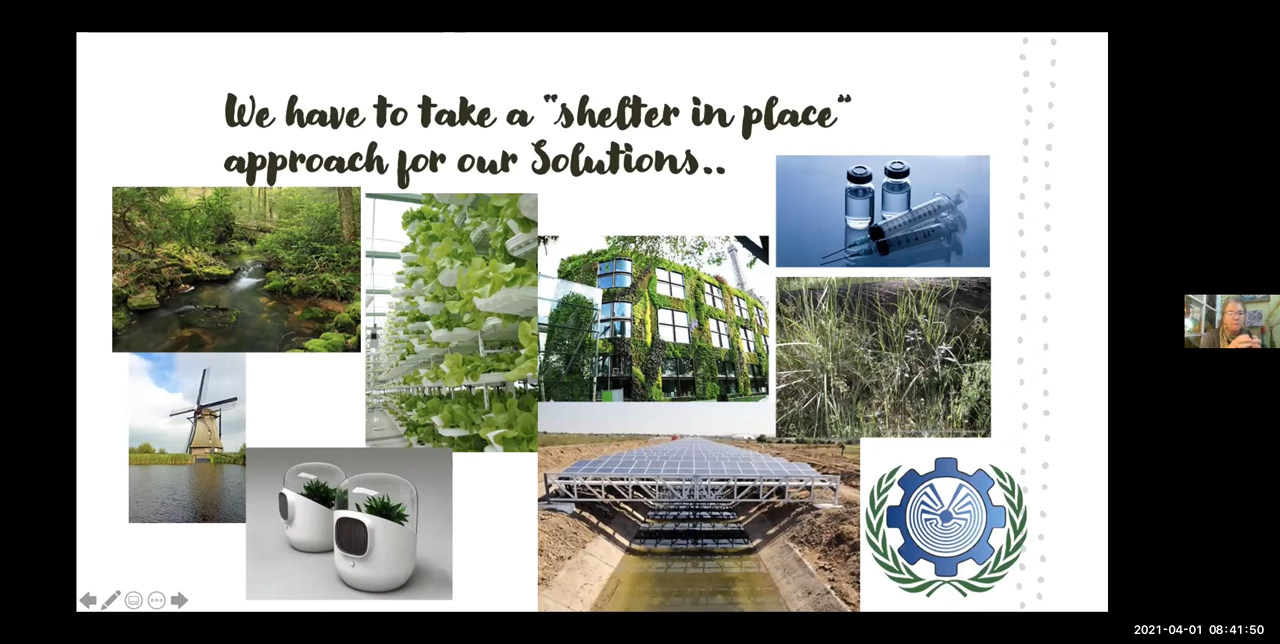 We have to take a "shelter in place"
approach for our Solutions..
2021-04-01 08:41:50